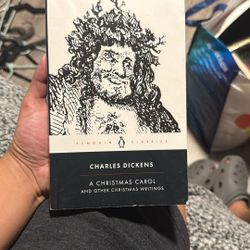 PENGUIN CLASSICS
CHARLES DICKENS
A CHRISTMAS CAROL
AND OTHER CHRISTMAS WRITINGS